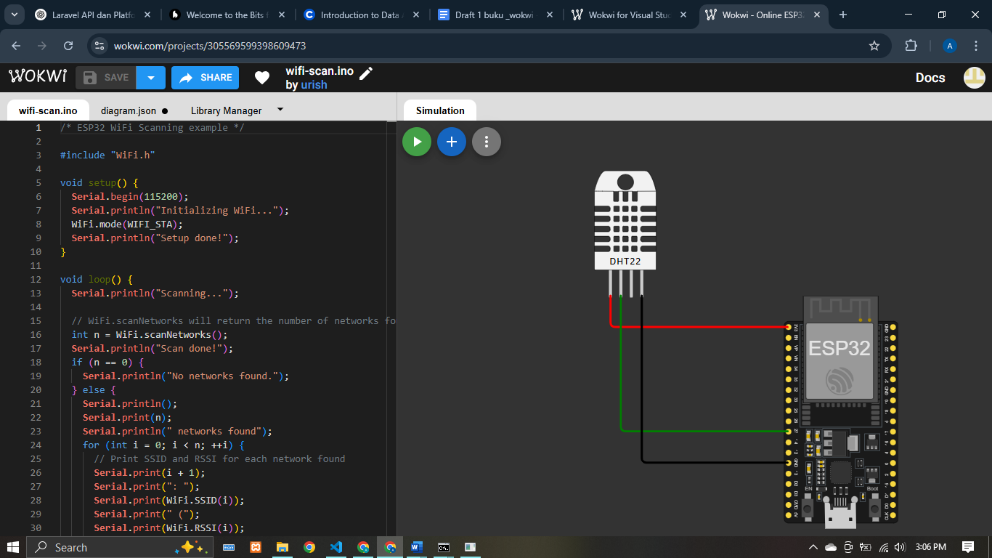 Laravel API dan Platf
Welcome to the Bits
Introduction to Data
Draft 1 buku _wokwi
Wokwi for Visual Stud
Wokwi - Online ESP32
wokwi.com/projects/305569599398609473
A
WOKWI
SAVE
SHARE
wifi-scan.ino
by urish
Docs
wifi-scan.ino
diagram.json
Library Manager
Simulation
1 /* ESP32 WiFi Scanning example */
2
3 #include "WiFi.h"
4
5 void setup() {
6 Serial.begin(115200);
7 Serial.println("Initializing WiFi...");
8 WiFi.mode(WIFI_STA);
9 Serial.println("Setup done!");
10 }
11
12 void loop() {
13 Serial.println("Scanning...");
14
15 // WiFi.scanNetworks will return the number of networks fo
16 int n = WiFi.scanNetworks();
17 Serial.println("Scan done!");
18 if (n == 0) {
19 Serial.println("No networks found.");
20 } else {
21 Serial.println();
22 Serial.print(n);
23 Serial.println(" networks found");
24 for (int i = 0; i < n; ++i) {
25 // Print SSID and RSSI for each network found
26 Serial.print(i + 1);
27 Serial.print(": ");
28 Serial.print(WiFi.SSID(i));
29 Serial.print(" (");
30 Serial.print(WiFi.RSSI(i));
DHT22
ESP32
EN
Boot
Search
3:06 PM